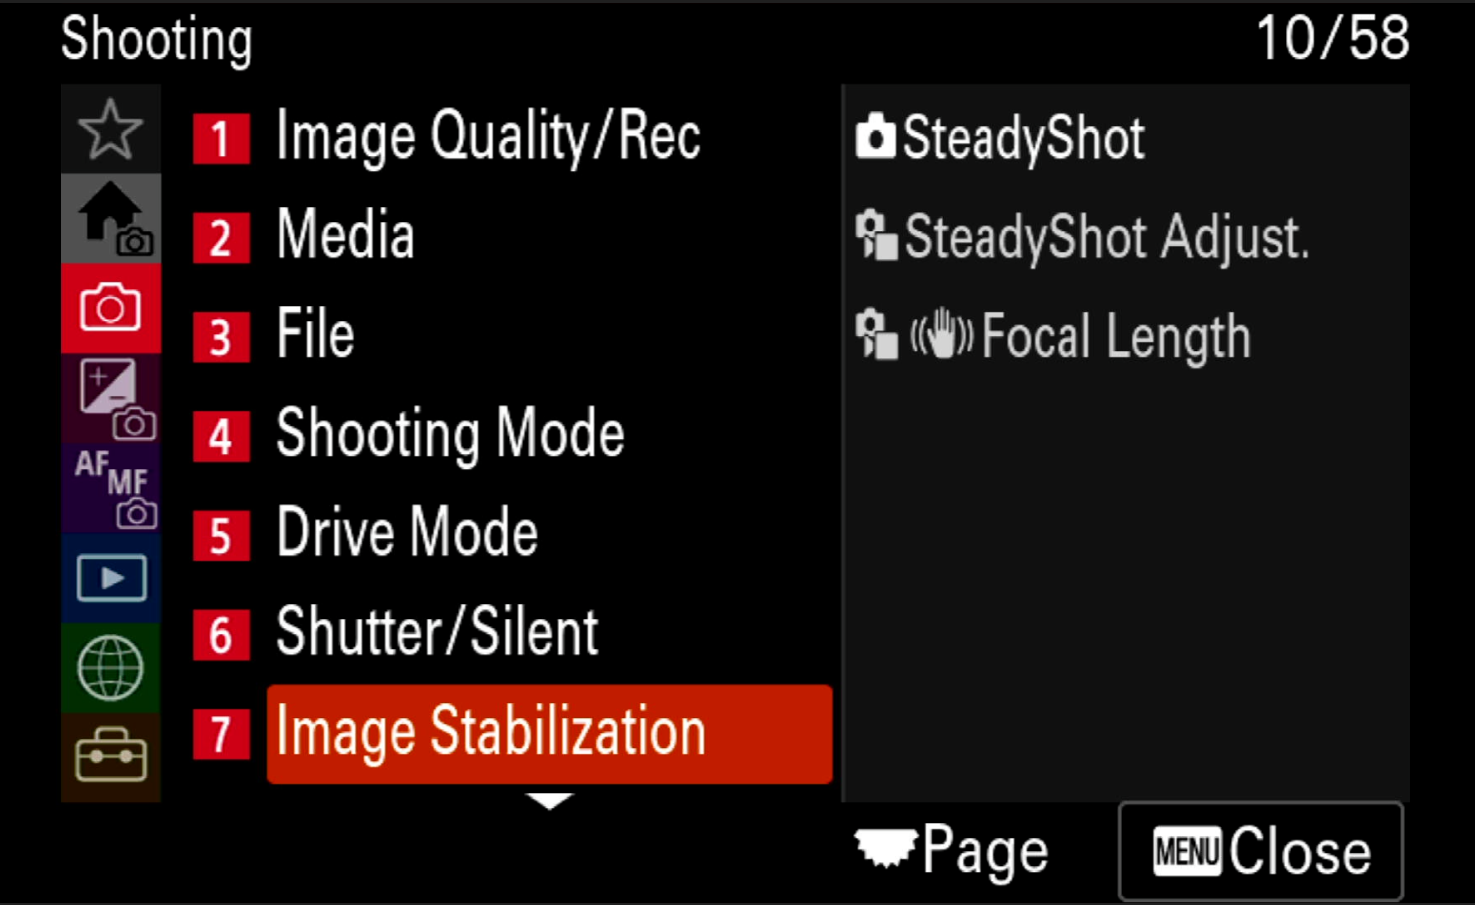 Shooting 10/58
1 Image Quality/Rec
2 Media
3 File
4 Shooting Mode
5 Drive Mode
6 Shutter/Silent
7 Image Stabilization
AF MF
SteadyShot
SteadyShot Adjust.
Focal Length
Page
MENU Close